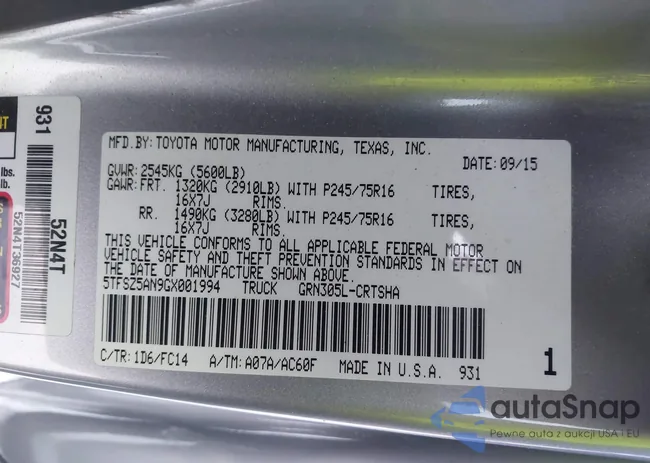 MFD.BY: TOYOTA MOTOR MANUFACTURING, TEXAS, INC.
DATE: 09/15
GVWR: 2545KG (5600LB)
GAWR: FRT. 1320KG (2910LB) WITH P245/75R16 TIRES,
16X7J RIMS.
RR. 1490KG (3280LB) WITH P245/75R16 TIRES,
16X7J RIMS.
THIS VEHICLE CONFORMS TO ALL APPLICABLE FEDERAL MOTOR
VEHICLE SAFETY AND THEFT PREVENTION STANDARDS IN EFFECT ON
THE DATE OF MANUFACTURE SHOWN ABOVE.
5TFSZ5AN9GX001994 TRUCK GRN305L-CRTSHA
C/TR: 1D6/FC14 A/TM: A07A/AC60F MADE IN U.S.A. 931
1
931
52N4T
52N4T36927
lbs.
lb.
autaSnap
Pewne auta z aukcji USA i EU